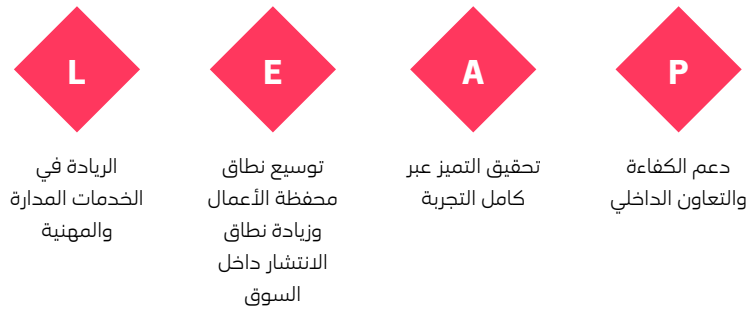 L
الريادة في
الخدمات المدارة
والمهنية
E
توسيع نطاق
محفظة الأعمال
وزيادة نطاق
الانتشار داخل
السوق
A
تحقيق التميز عبر
كامل التجربة
P
دعم الكفاءة
والتعاون الداخلي